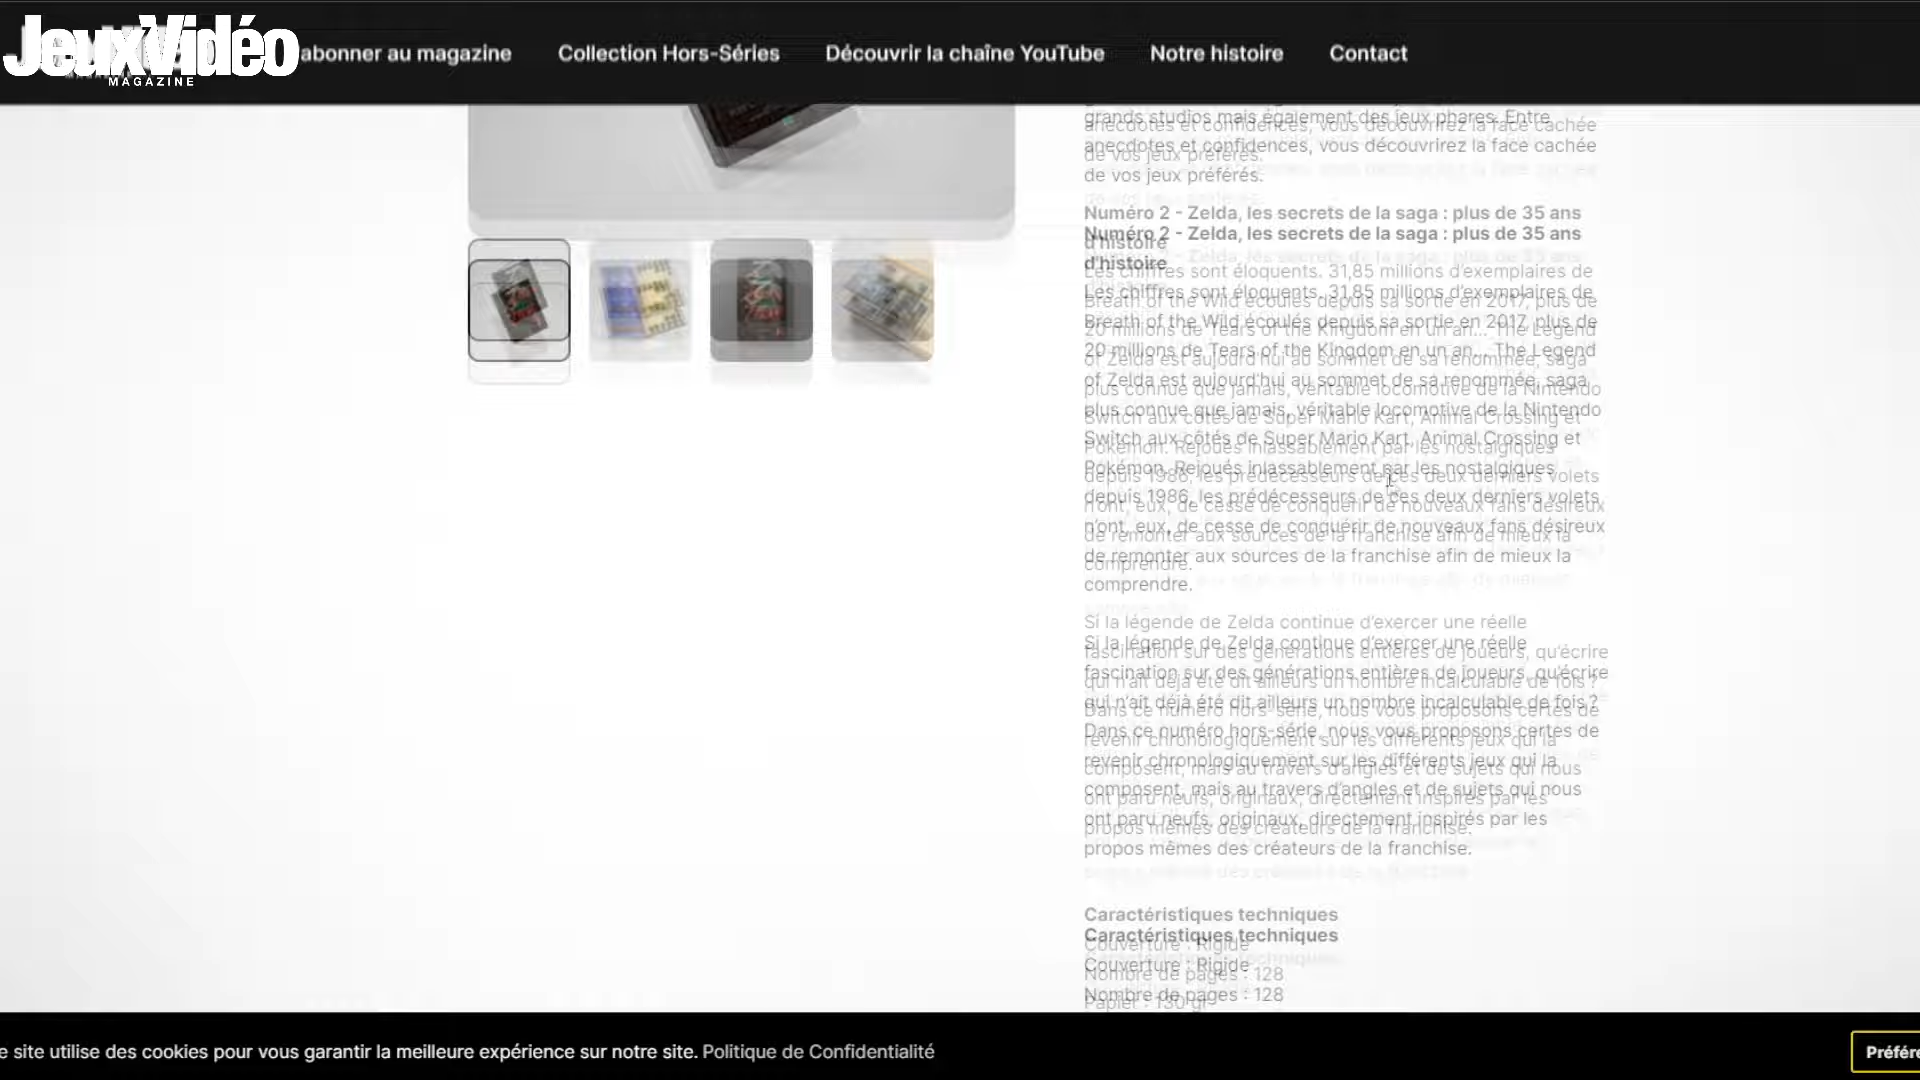 JeuxVidéo
MAGAZINE
abonner au magazine
Collection Hors-Séries
Découvrir la chaîne YouTube
Notre histoire
Contact
grands studios mais également des jeux phares. Entre
anecdotes et confidences, vous découvrirez la face cachée
de vos jeux préférés.
Numéro 2 - Zelda, les secrets de la saga : plus de 35 ans
d'histoire
Les chiffres sont éloquents. 31,85 millions d'exemplaires de
Breath of the Wild écoulés depuis sa sortie en 2017, plus de
20 millions de Tears of the Kingdom en un an... The Legend
of Zelda est aujourd'hui au sommet de sa renommée, saga
plus connue que jamais, véritable locomotive de la Nintendo
Switch aux côtés de Super Mario Kart, Animal Crossing et
Pokémon. Rejoués inlassablement par les nostalgiques
depuis 1986, les prédécesseurs de ces deux derniers volets
n'ont, eux, de cesse de conquérir de nouveaux fans désireux
de remonter aux sources de la franchise afin de mieux la
comprendre.
Si la légende de Zelda continue d'exercer une réelle
fascination sur des générations entières de joueurs, qu'écrire
qui n'ait déjà été dit ailleurs un nombre incalculable de fois ?
Dans ce numéro hors-série, nous vous proposons certes de
revenir chronologiquement sur les différents jeux qui la
composent, mais au travers d'angles et de sujets qui nous
ont paru neufs, originaux, directement inspirés par les
propos mêmes des créateurs de la franchise.
Caractéristiques techniques
Couverture : Rigide
Nombre de pages : 128
Papier : 130 gr
e site utilise des cookies pour vous garantir la meilleure expérience sur notre site. Politique de Confidentialité
Préfére